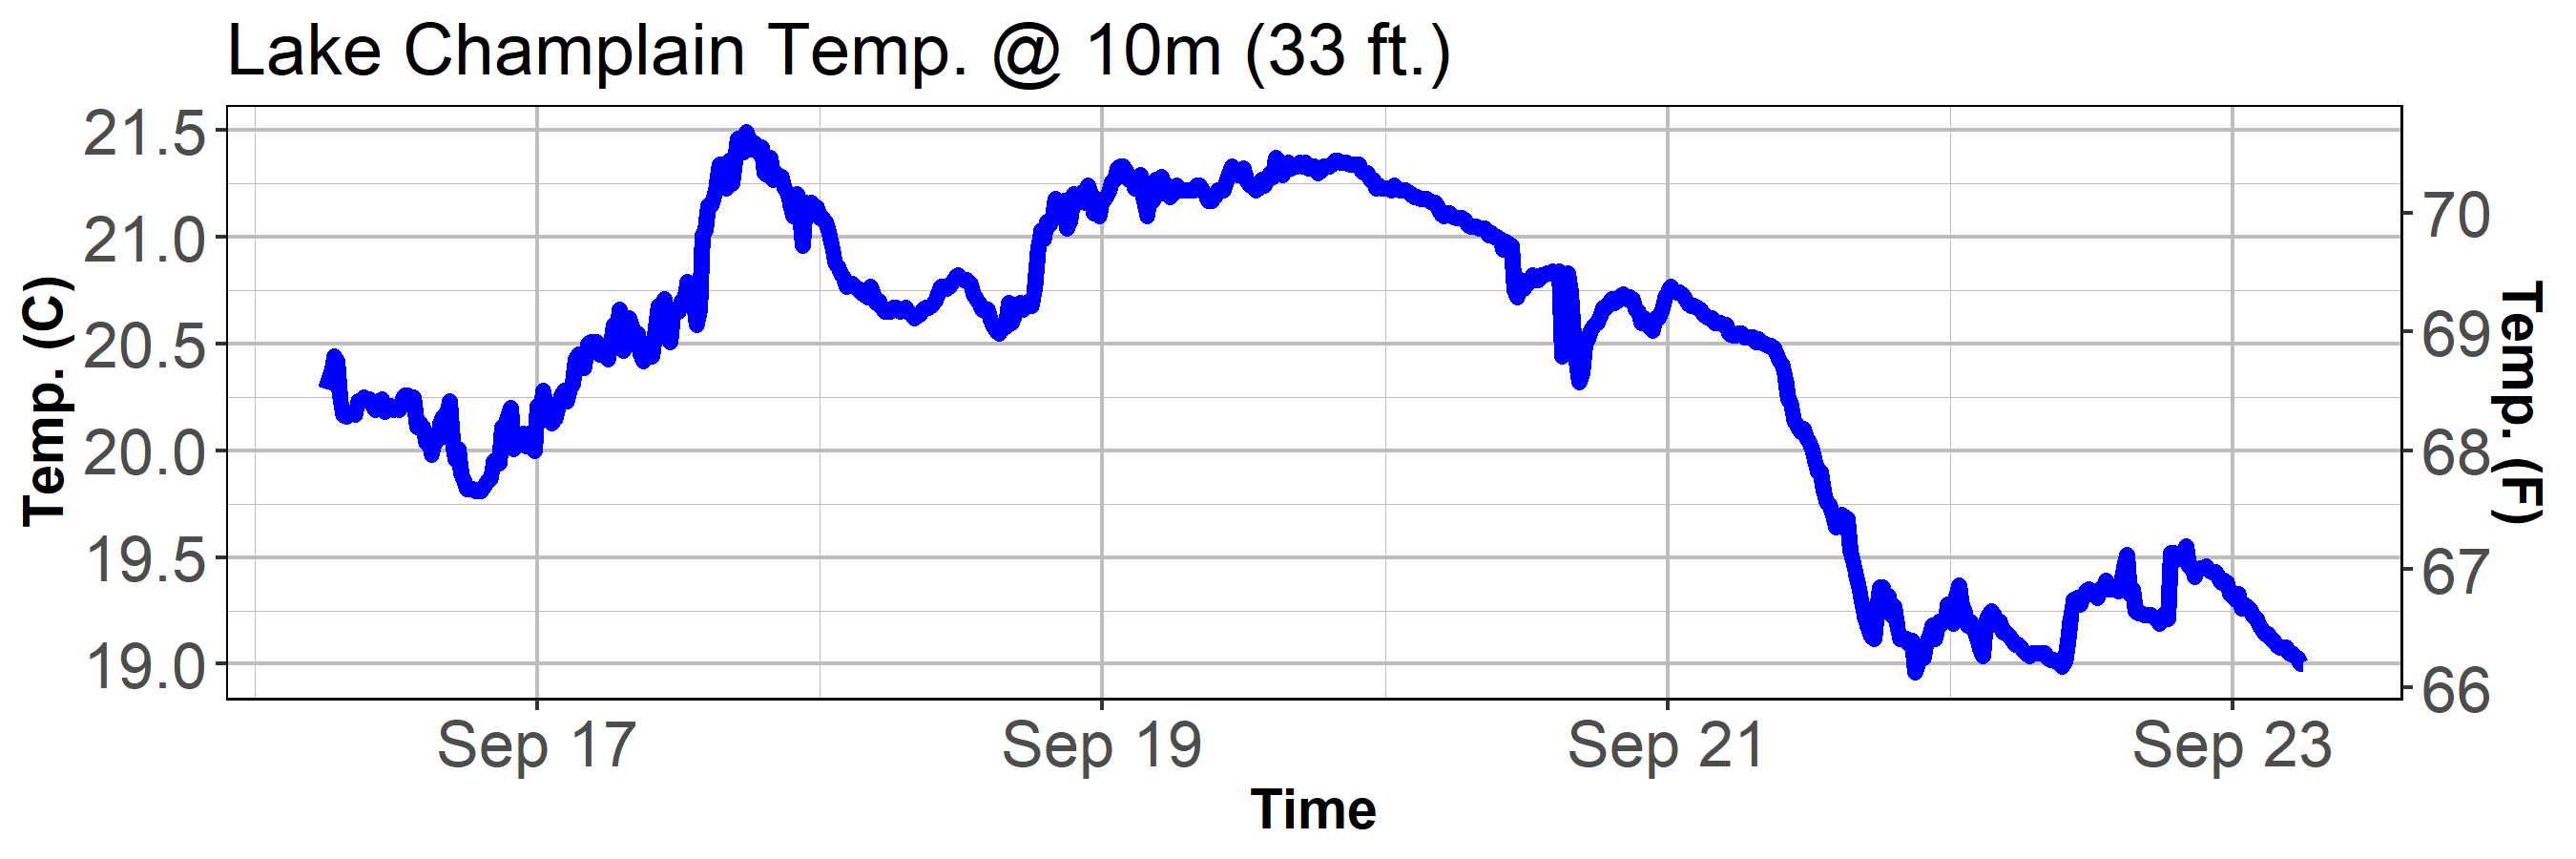 Lake Champlain Temp. @ 10m (33 ft.)
Temp. (C)
21.5
21.0
20.5
20.0
19.5
19.0
70
69
68
67
66
Temp. (F)
Sep 17
Sep 19
Sep 21
Sep 23
Time